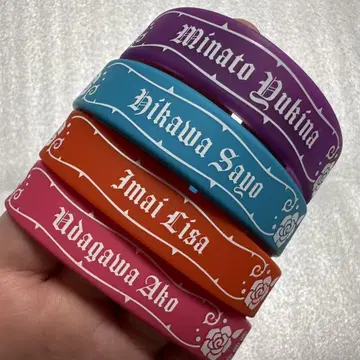 Minato Yukina
Hikawa Sayo
Imai Lisa
Udagawa Ako